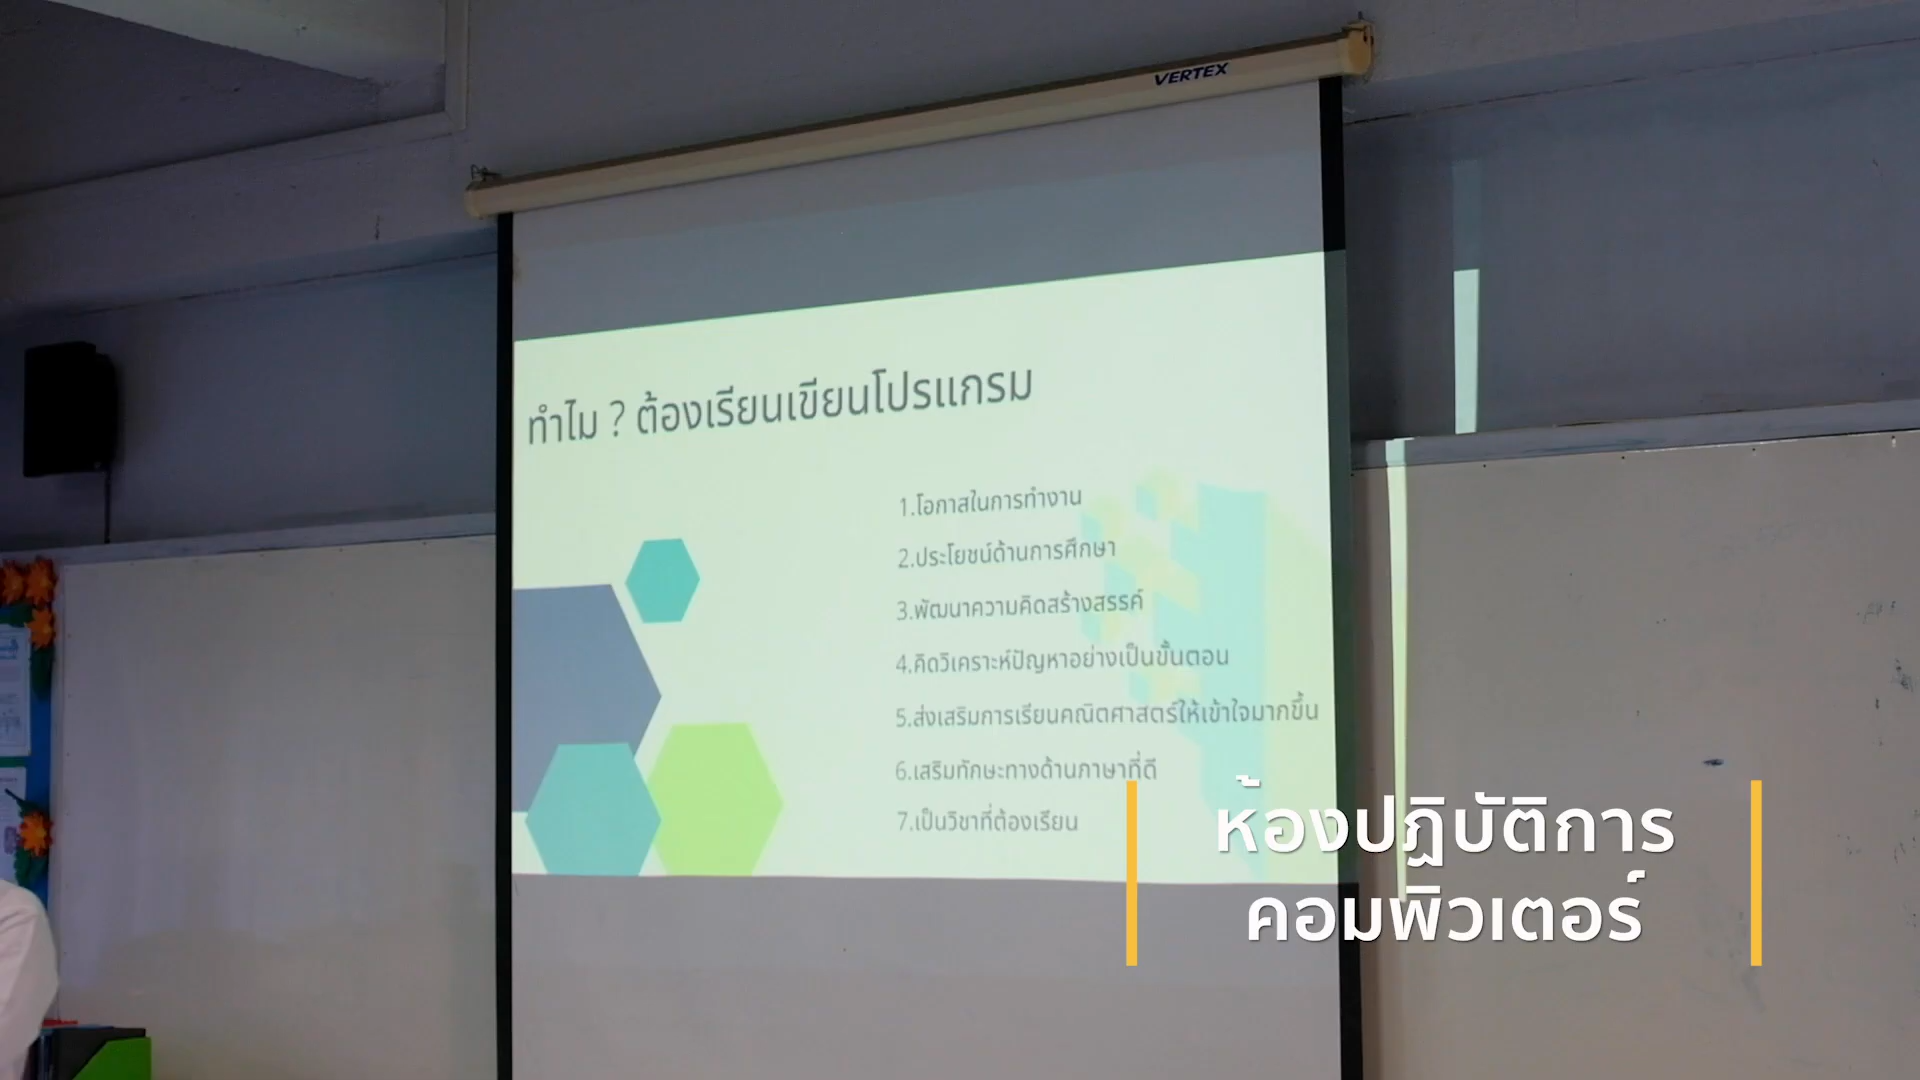 VERTEX
ทำไม ? ต้องเรียนเขียนโปรแกรม
1.โอกาสในการทำงาน
2.ประโยชน์ด้านการศึกษา
3.พัฒนาความคิดสร้างสรรค์
4.คิดวิเคราะห์ปัญหาอย่างเป็นขั้นตอน
5.ส่งเสริมการเรียนคณิตศาสตร์ให้เข้าใจมากขึ้น
6.เสริมทักษะทางด้านภาษาที่ดี
7.เป็นวิชาที่ต้องเรียน
ห้องปฏิบัติการ
คอมพิวเตอร์